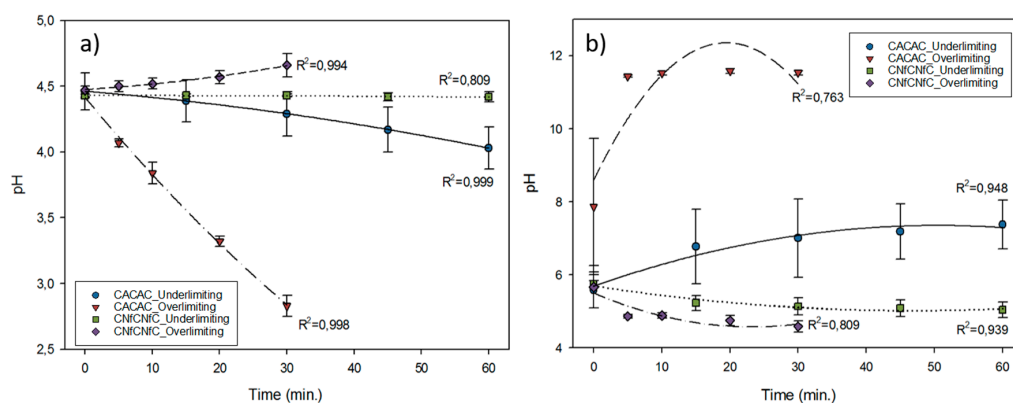 a)
5,0
4,5
4,0
3,5
3,0
2,5
pH
R²=0,994
R²=0,809
R²=0,999
R²=0,998
CACAC_Underlimiting
CACAC_Overlimiting
CNfCNfC_Underlimiting
CNfCNfC_Overlimiting
0 10 20 30 40 50 60
Time (min.)
b)
12
10
8
6
4
pH
CACAC_Underlimiting
CACAC_Overlimiting
CNfCNfC_Underlimiting
CNfCNfC_Overlimiting
R²=0,763
R²=0,948
R²=0,809
R²=0,939
0 10 20 30 40 50 60
Time (min.)